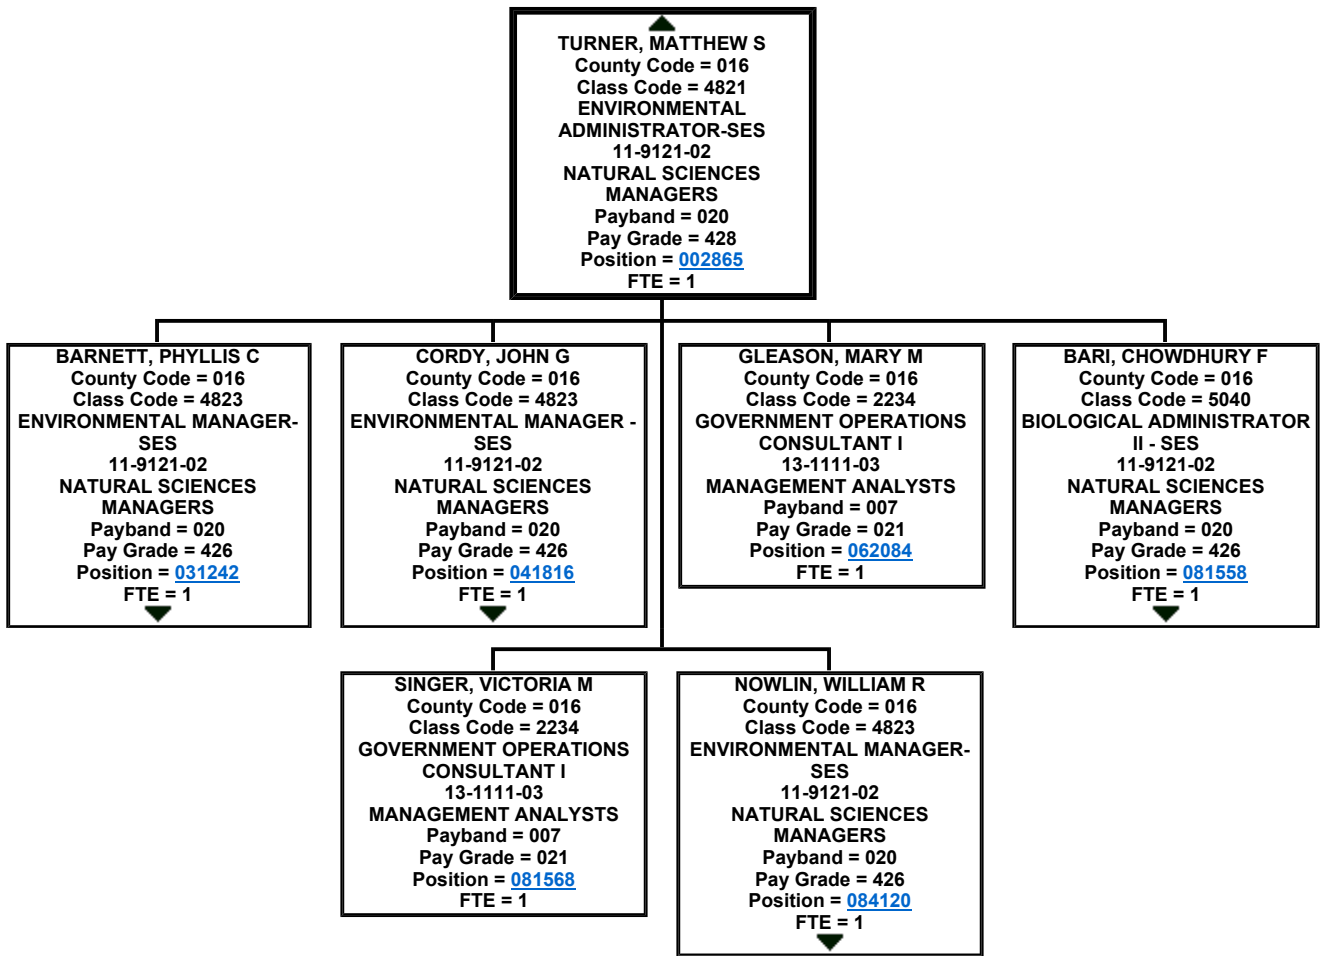 TURNER, MATTHEW S
County Code = 016
Class Code = 4821
ENVIRONMENTAL
ADMINISTRATOR-SES
11-9121-02
NATURAL SCIENCES
MANAGERS
Payband = 020
Pay Grade = 428
Position = 002865
FTE = 1
BARNETT, PHYLLIS C
County Code = 016
Class Code = 4823
ENVIRONMENTAL MANAGER-
SES
11-9121-02
NATURAL SCIENCES
MANAGERS
Payband = 020
Pay Grade = 426
Position = 031242
FTE = 1
CORDY, JOHN G
County Code = 016
Class Code = 4823
ENVIRONMENTAL MANAGER -
SES
11-9121-02
NATURAL SCIENCES
MANAGERS
Payband = 020
Pay Grade = 426
Position = 041816
FTE = 1
GLEASON, MARY M
County Code = 016
Class Code = 2234
GOVERNMENT OPERATIONS
CONSULTANT I
13-1111-03
MANAGEMENT ANALYSTS
Payband = 007
Pay Grade = 021
Position = 062084
FTE = 1
BARI, CHOWDHURY F
County Code = 016
Class Code = 5040
BIOLOGICAL ADMINISTRATOR
II - SES
11-9121-02
NATURAL SCIENCES
MANAGERS
Payband = 020
Pay Grade = 426
Position = 081558
FTE = 1
SINGER, VICTORIA M
County Code = 016
Class Code = 2234
GOVERNMENT OPERATIONS
CONSULTANT I
13-1111-03
MANAGEMENT ANALYSTS
Payband = 007
Pay Grade = 021
Position = 081568
FTE = 1
NOWLIN, WILLIAM R
County Code = 016
Class Code = 4823
ENVIRONMENTAL MANAGER-
SES
11-9121-02
NATURAL SCIENCES
MANAGERS
Payband = 020
Pay Grade = 426
Position = 084120
FTE = 1